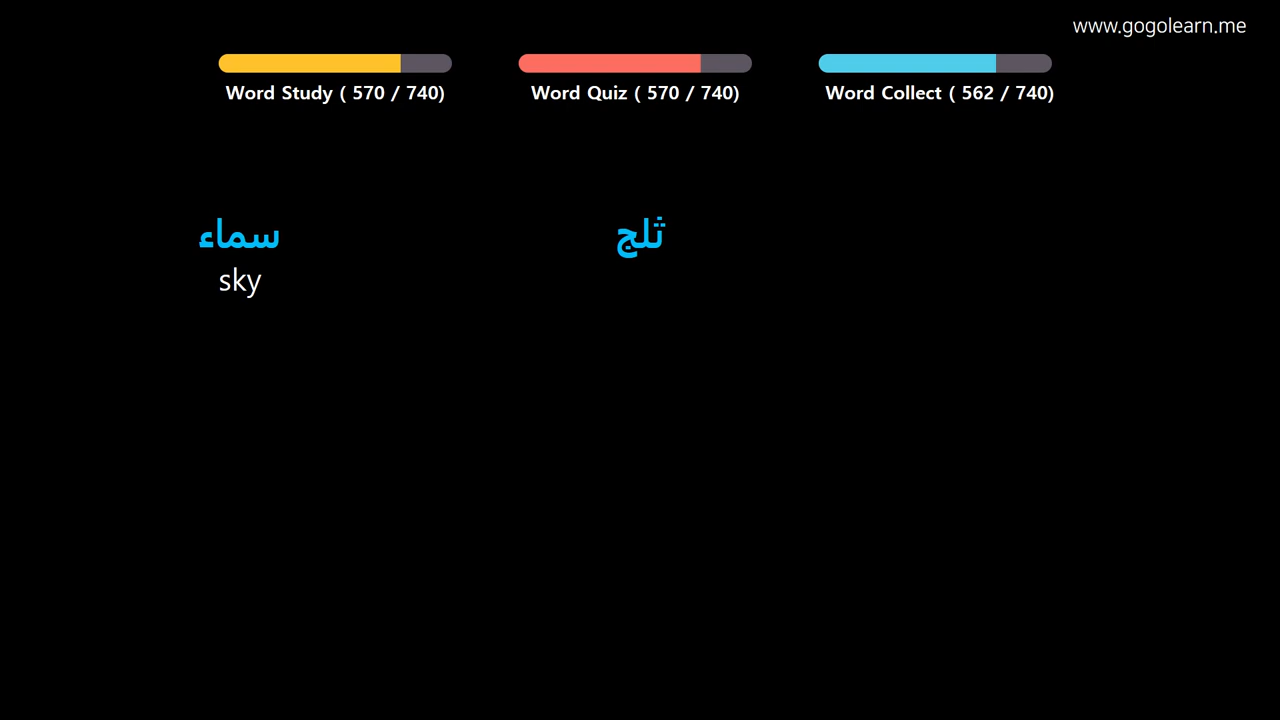 www.gogolearn.me
Word Study ( 570 / 740)
Word Quiz ( 570 / 740)
Word Collect ( 562 / 740)
سماء
sky
ثلج